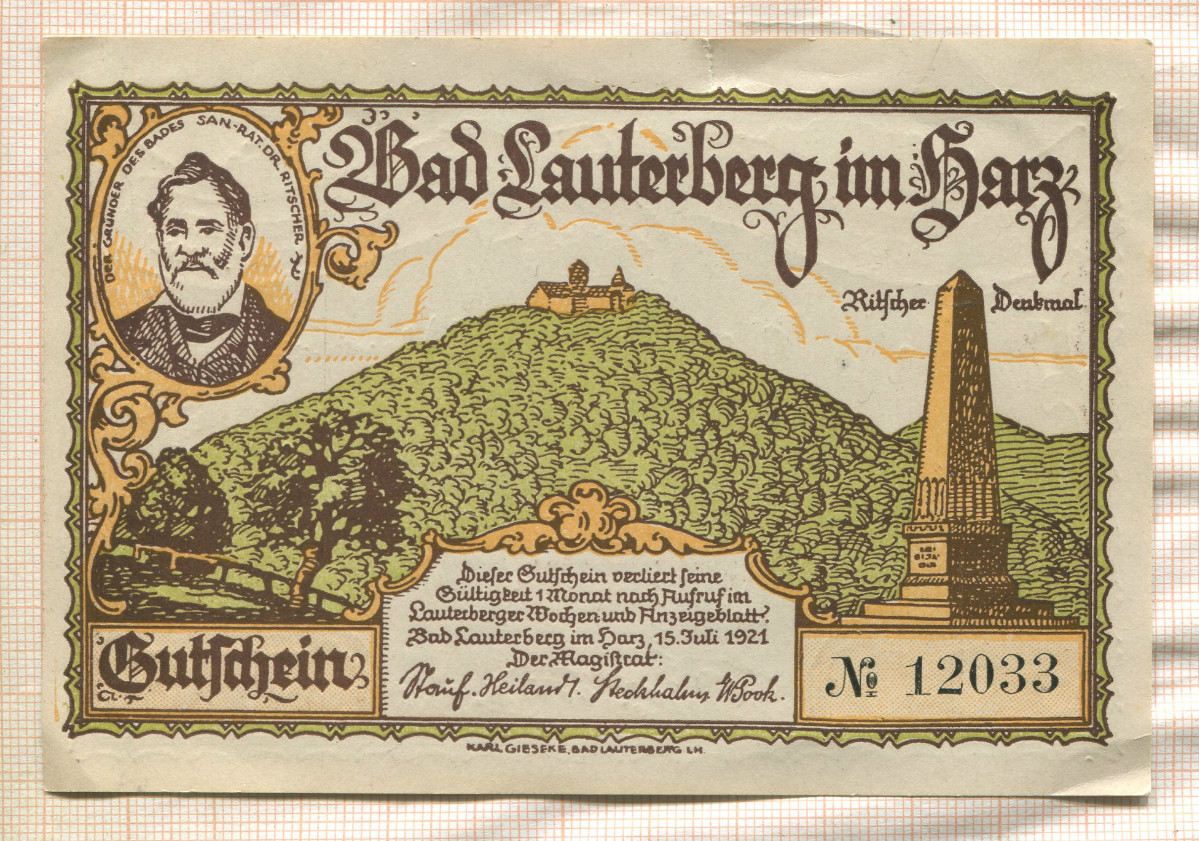 DER GRÜNDER DES BADES SAN.-RAT. DR. RITSCHER
Bad Lauterberg im Harz
Ritscher Denkmal
Dieser Gutschein verliert seine
Gültigkeit 1 Monat nach Aufruf im
Lauterberger Wochen- und Anzeigeblatt.
Bad Lauterberg im Harz, 15. Juli 1921
Der Magistrat:
Gutschein
№ 12033
KARL GIESEKE, BAD LAUTERBERG I.H.